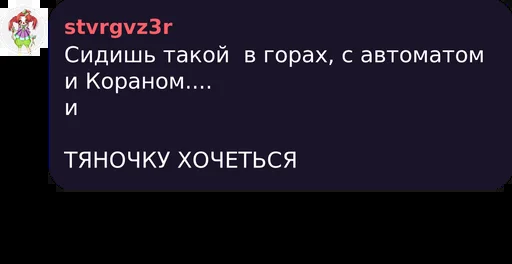 stvrgvz3r
Сидишь такой  в горах, с автоматом
и Кораном....
и
ТЯНОЧКУ ХОЧЕТЬСЯ